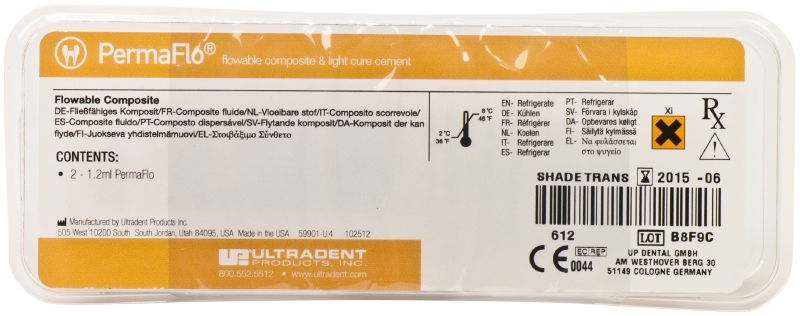 PermaFlo® flowable composite & light cure cement
Flowable Composite
DE-Fließfähiges Komposit/FR-Composite fluide/NL-Vloeibare stof/IT-Composito scorrevole/
ES-Composite fluido/PT-Composto dispersável/SV-Flytande komposit/DA-Komposit der kan
flyde/FI-Juokseva yhdistelmämuovi/EL-Στοιβάξιμο Σύνθετο
CONTENTS:
• 2 - 1.2ml PermaFlo
Manufactured by Ultradent Products Inc.
505 West 10200 South South Jordan, Utah 84095, USA Made in the USA 59901-U.4 102512
UP ULTRADENT
PRODUCTS, INC.
800.552.5512 • www.ultradent.com
2 °C
36 °F
8 °C
46 °F
EN- Refrigerate
DE- Kühlen
FR- Réfrigérer
NL- Koelen
IT- Refrigerare
ES- Refrigerar
PT- Refrigerar
SV- Förvara i kylskåp
DA- Opbevares køligt
FI- Säilytä kylmässä
EL- Να φυλάσσεται
στο ψυγείο
Xi
Rx
SHADE TRANS 2015 -06
612 LOT B8F9C
CE 0044 EC REP UP DENTAL GMBH
AM WESTHOVER BERG 30
51149 COLOGNE GERMANY